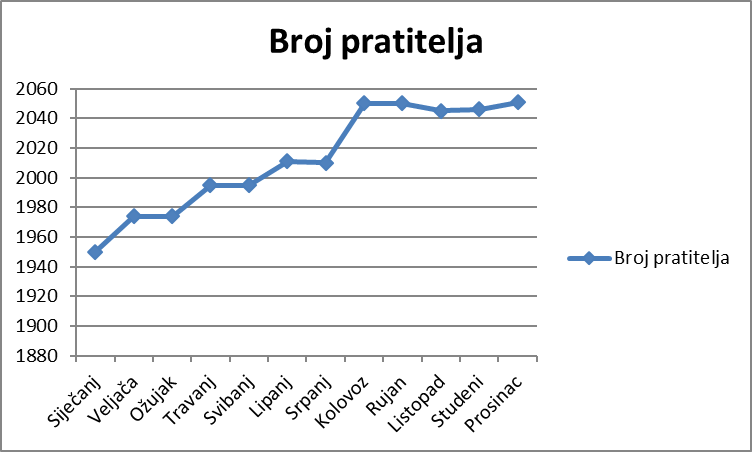 Broj pratitelja
2060
2040
2020
2000
1980
1960
1940
1920
1900
1880
Siječanj
Veljača
Ožujak
Travanj
Svibanj
Lipanj
Srpanj
Kolovoz
Rujan
Listopad
Studeni
Prosinac
Broj pratitelja